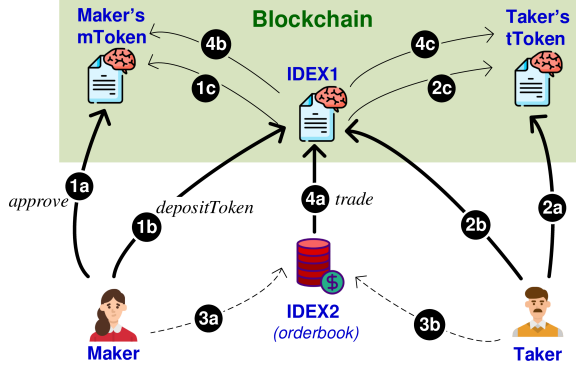 Maker's
mToken
Blockchain
Taker's
tToken
4b
4c
IDEX1
1c
2c
1a
approve
1b
depositToken
4a
trade
2b
2a
$
3a
IDEX2
(orderbook)
3b
Maker
Taker